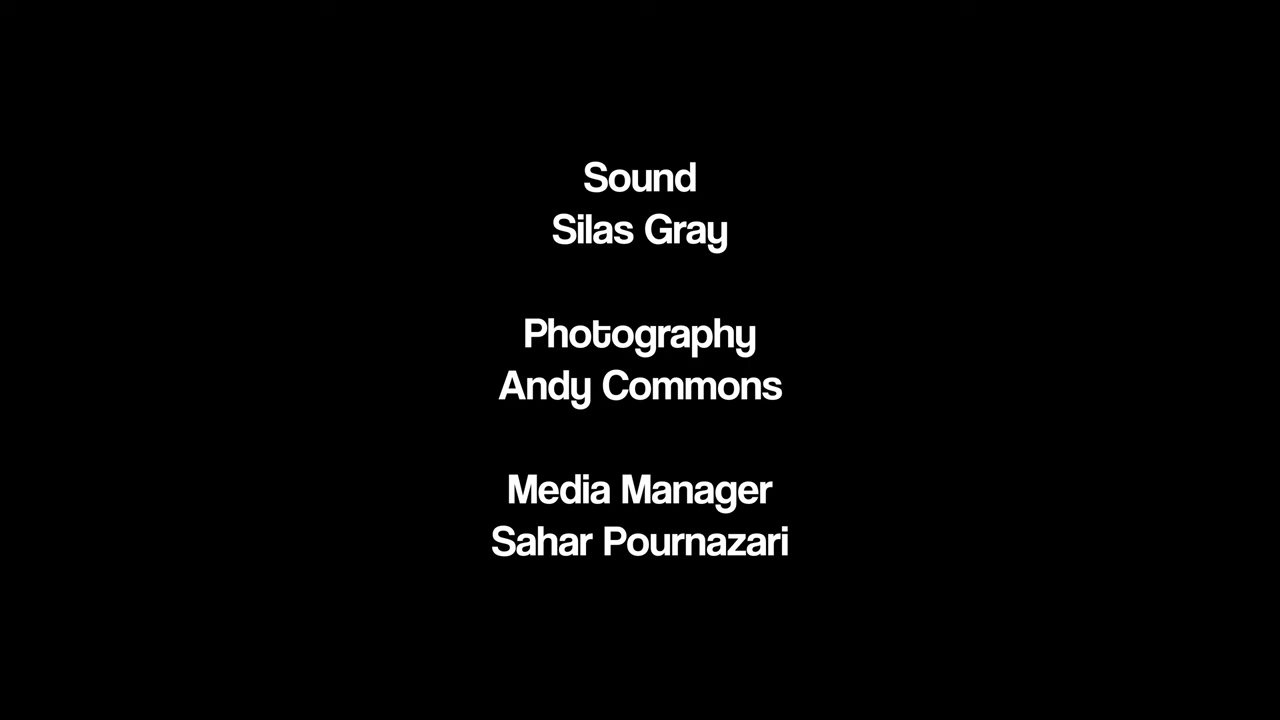 Sound
Silas Gray
Photography
Andy Commons
Media Manager
Sahar Pournazari